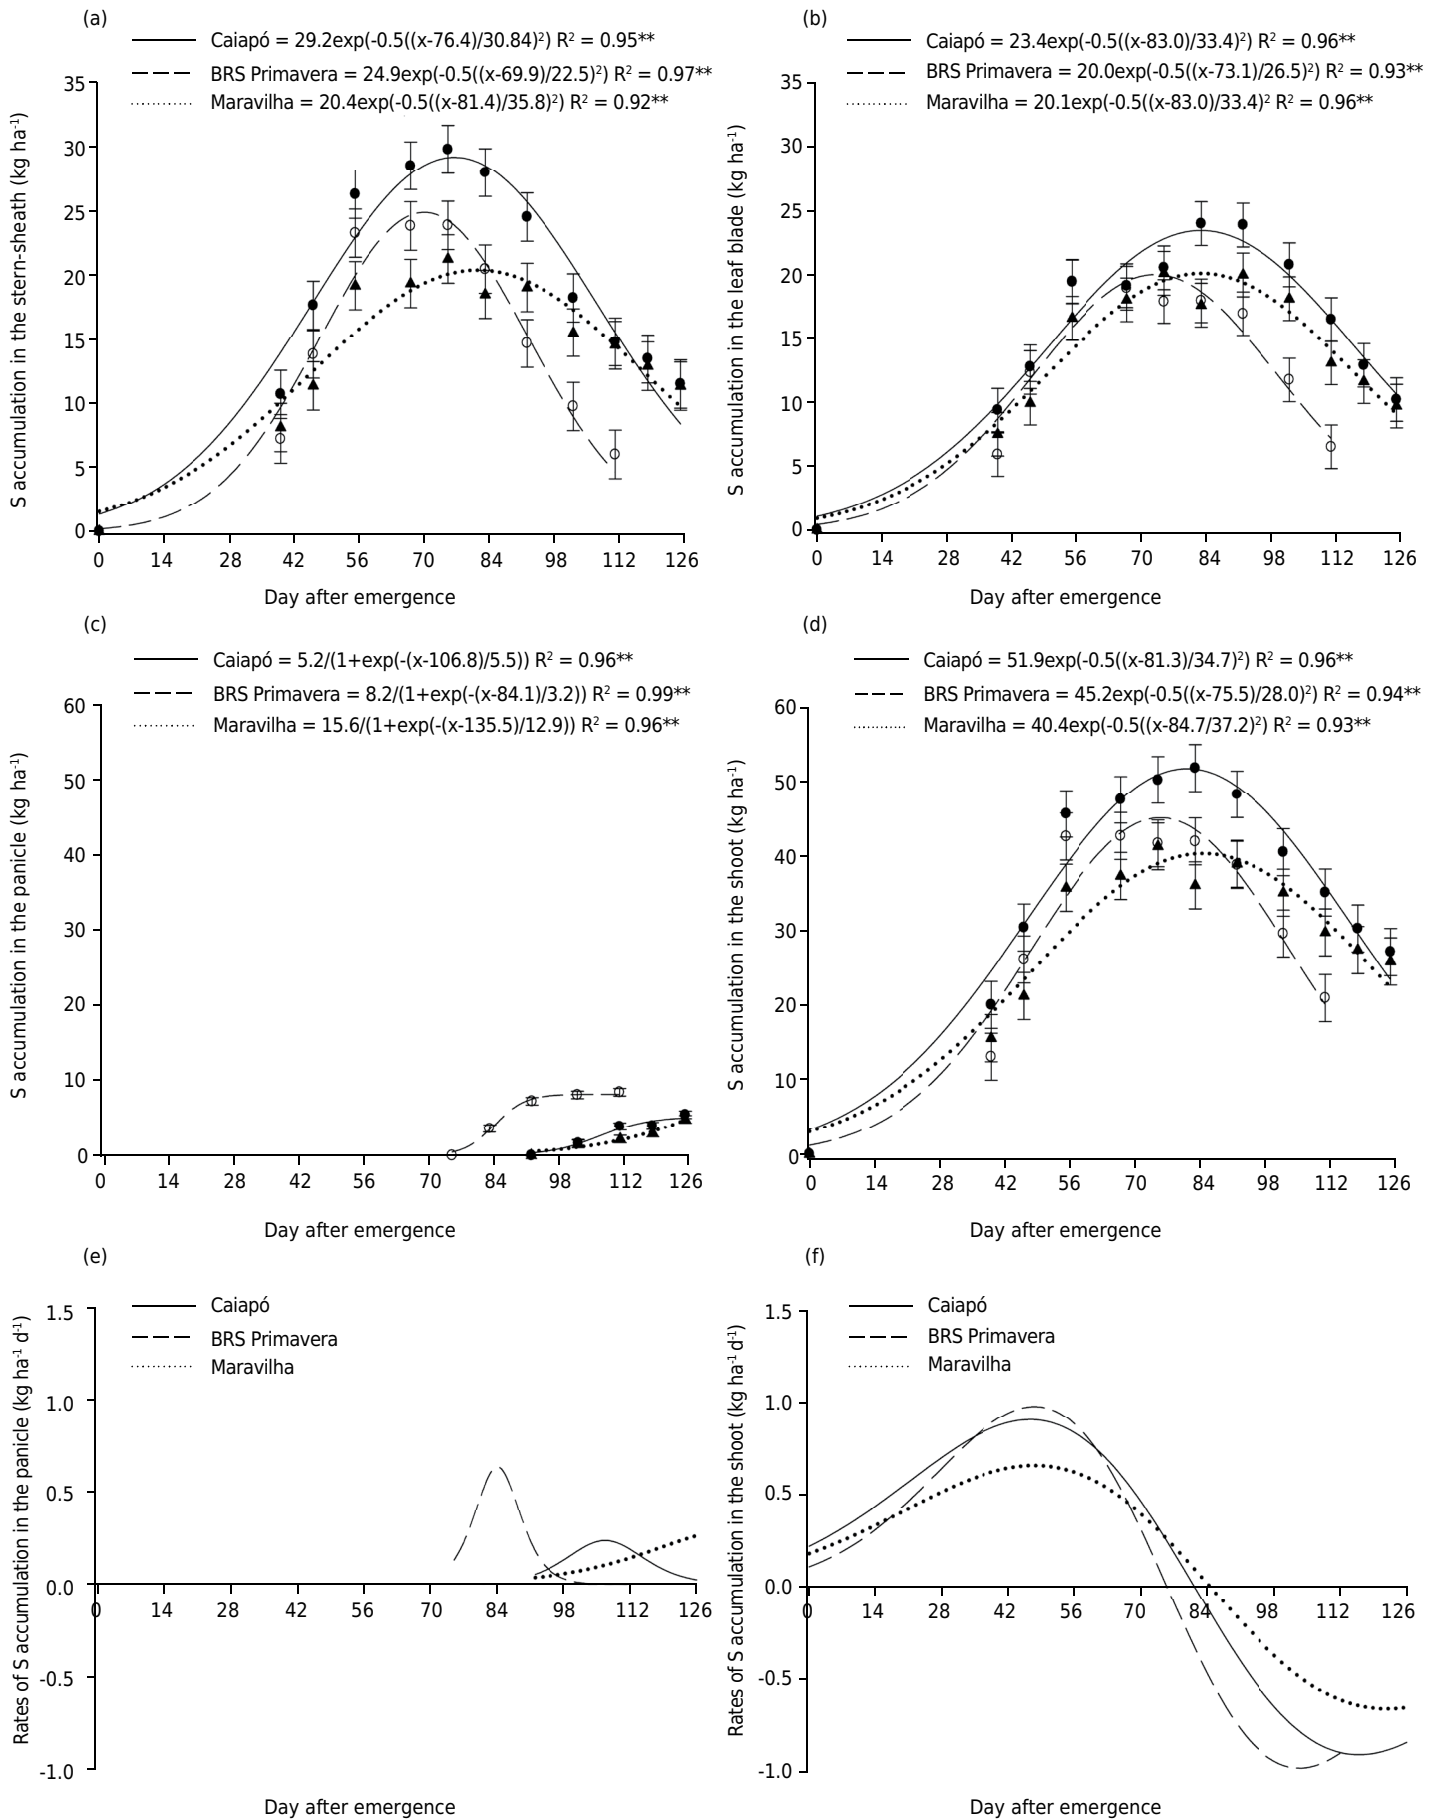 (a)
Caiapó = 29.2exp(-0.5((x-76.4)/30.84)²) R² = 0.95**
BRS Primavera = 24.9exp(-0.5((x-69.9)/22.5)²) R² = 0.97**
Maravilha = 20.4exp(-0.5((x-81.4)/35.8)²) R² = 0.92**
S accumulation in the stern-sheath (kg ha⁻¹)
35
30
25
20
15
10
5
0
0 14 28 42 56 70 84 98 112 126
Day after emergence
(b)
Caiapó = 23.4exp(-0.5((x-83.0)/33.4)²) R² = 0.96**
BRS Primavera = 20.0exp(-0.5((x-73.1)/26.5)²) R² = 0.93**
Maravilha = 20.1exp(-0.5((x-83.0)/33.4)² R² = 0.96**
S accumulation in the leaf blade (kg ha⁻¹)
35
30
25
20
15
10
5
0
0 14 28 42 56 70 84 98 112 126
Day after emergence
(c)
Caiapó = 5.2/(1+exp(-(x-106.8)/5.5)) R² = 0.96**
BRS Primavera = 8.2/(1+exp(-(x-84.1)/3.2)) R² = 0.99**
Maravilha = 15.6/(1+exp(-(x-135.5)/12.9)) R² = 0.96**
S accumulation in the panicle (kg ha⁻¹)
60
50
40
30
20
10
0
0 14 28 42 56 70 84 98 112 126
Day after emergence
(d)
Caiapó = 51.9exp(-0.5((x-81.3)/34.7)²) R² = 0.96**
BRS Primavera = 45.2exp(-0.5((x-75.5)/28.0)²) R² = 0.94**
Maravilha = 40.4exp(-0.5((x-84.7/37.2)²) R² = 0.93**
S accumulation in the shoot (kg ha⁻¹)
60
50
40
30
20
10
0
0 14 28 42 56 70 84 98 112 126
Day after emergence
(e)
Caiapó
BRS Primavera
Maravilha
Rates of S accumulation in the panicle (kg ha⁻¹ d⁻¹)
1.5
1.0
0.5
0.0
-0.5
-1.0
0 14 28 42 56 70 84 98 112 126
Day after emergence
(f)
Caiapó
BRS Primavera
Maravilha
Rates of S accumulation in the shoot (kg ha⁻¹ d⁻¹)
1.5
1.0
0.5
0.0
-0.5
-1.0
0 14 28 42 56 70 84 98 112 126
Day after emergence